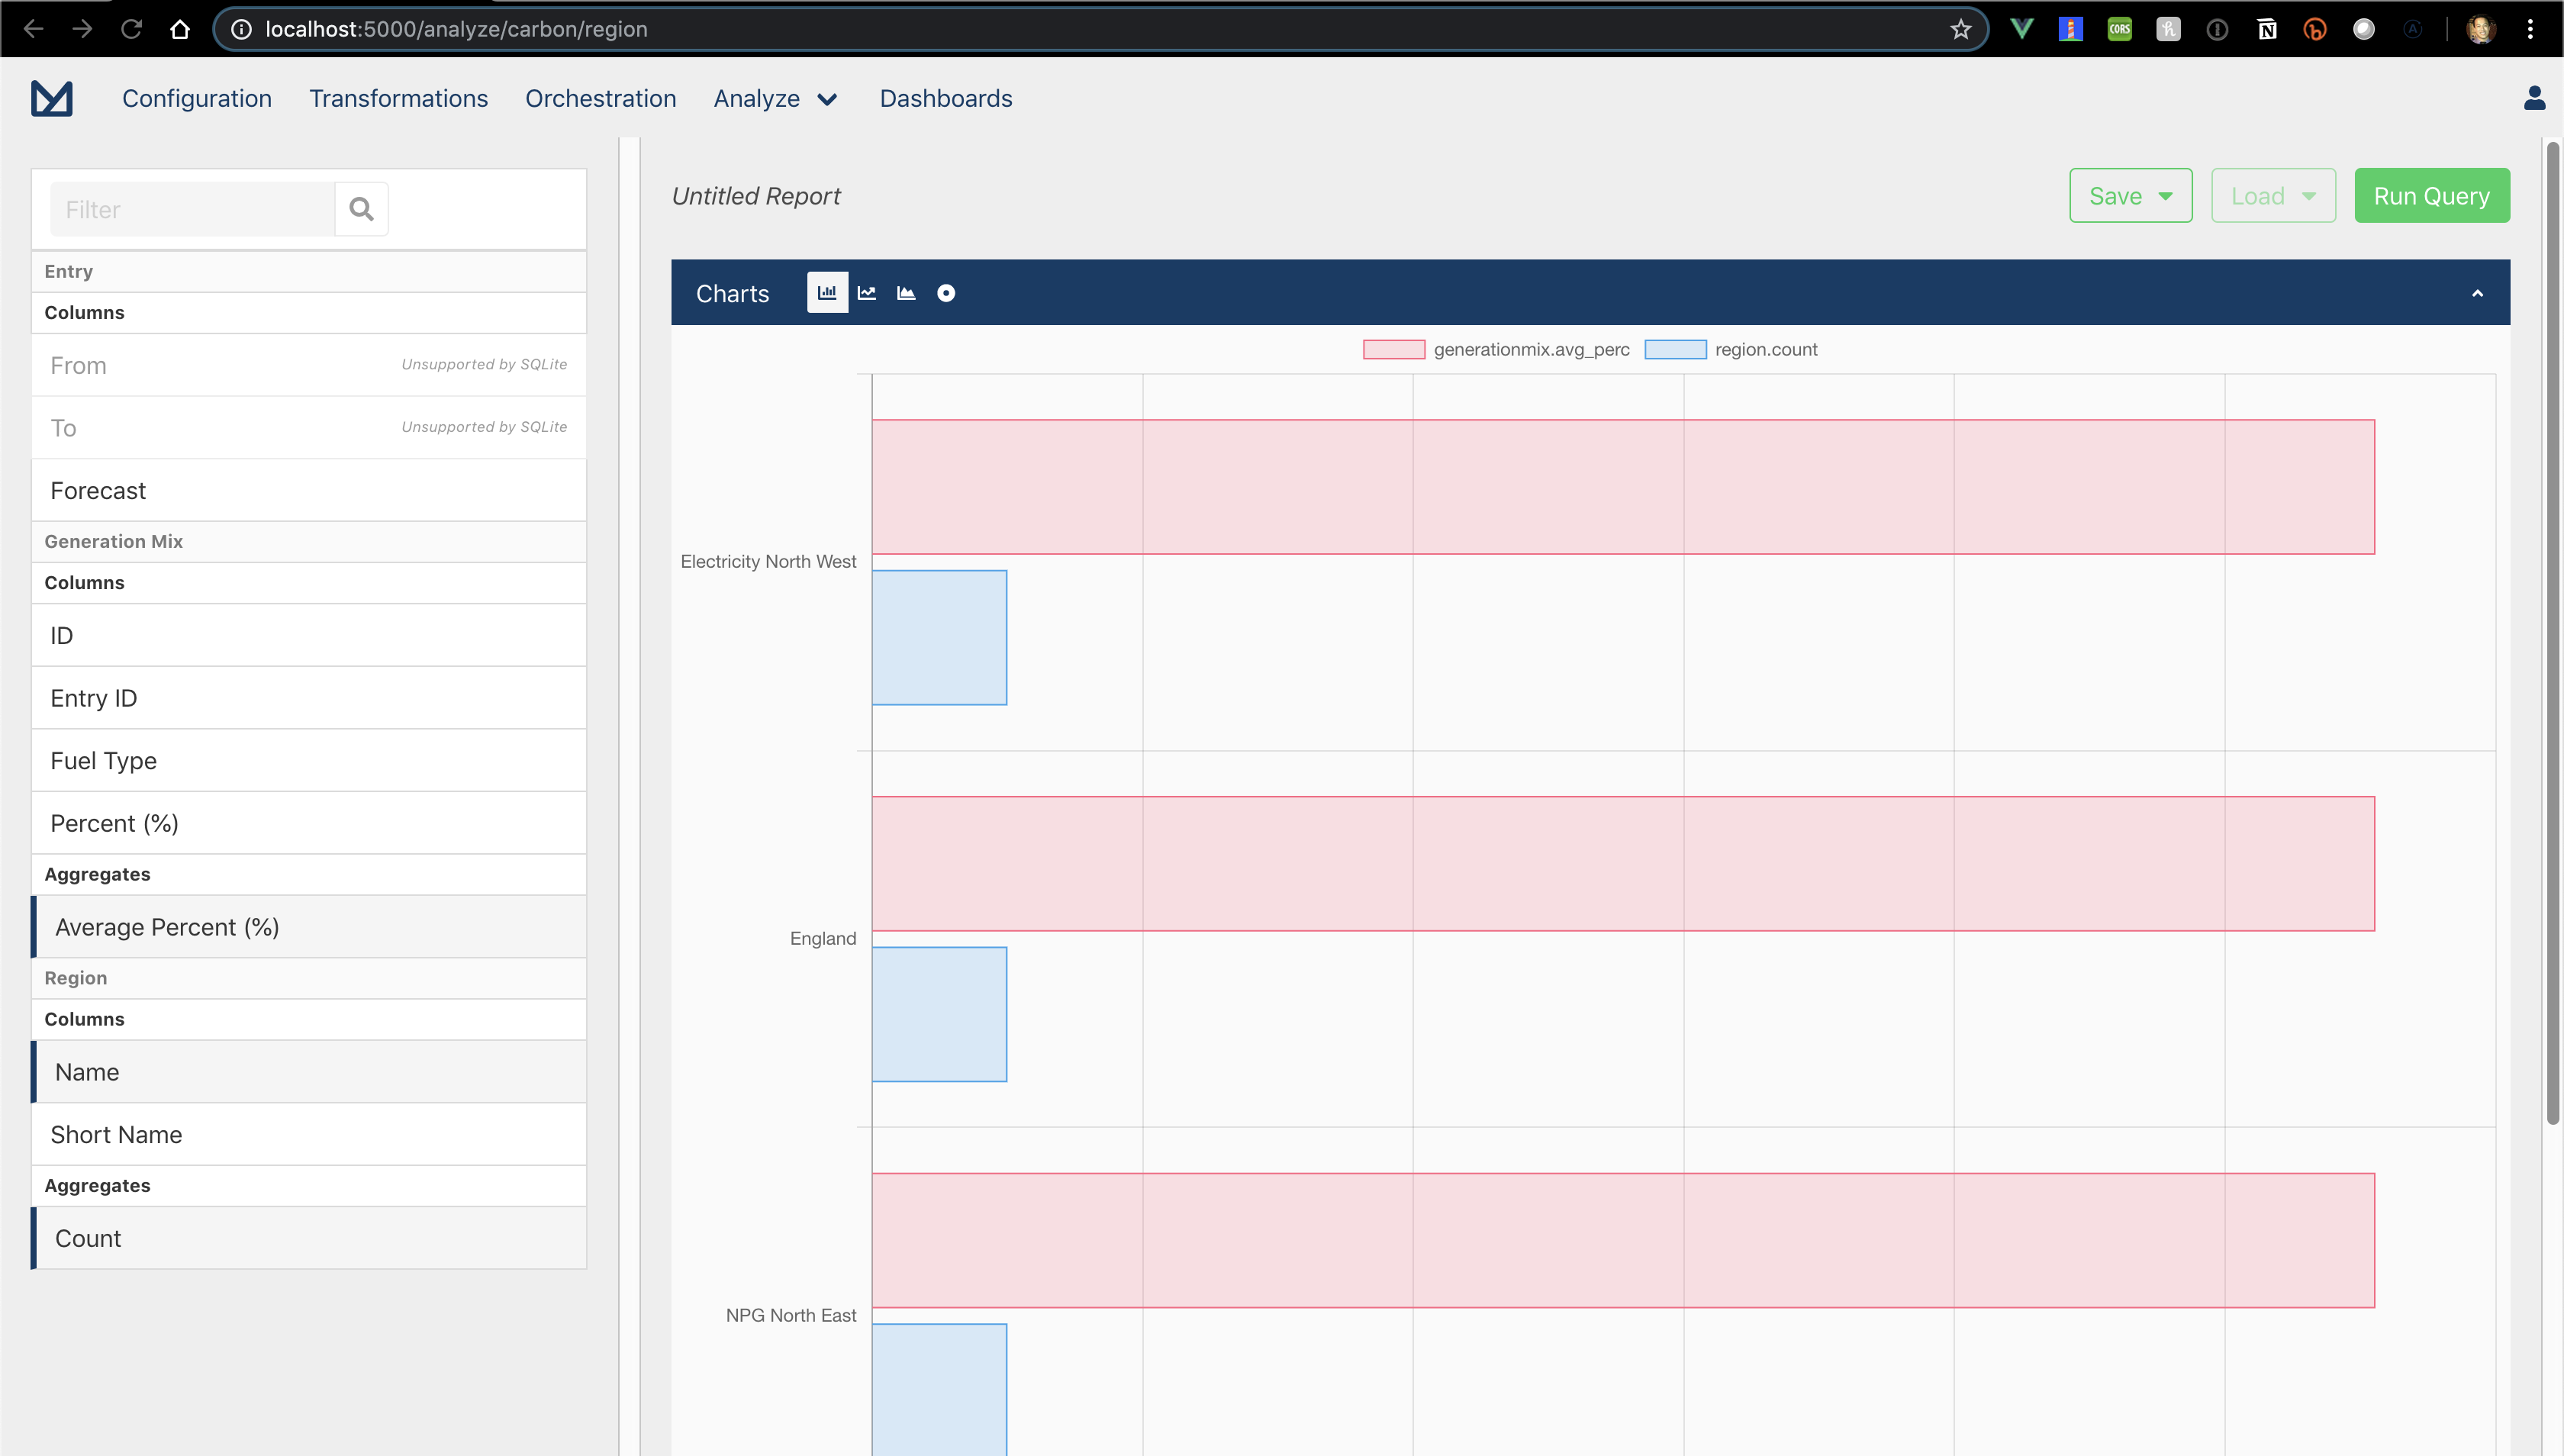 localhost:5000/analyze/carbon/region
CORS
Configuration Transformations Orchestration Analyze Dashboards
Filter
Entry
Columns
From Unsupported by SQLite
To Unsupported by SQLite
Forecast
Generation Mix
Columns
ID
Entry ID
Fuel Type
Percent (%)
Aggregates
Average Percent (%)
Region
Columns
Name
Short Name
Aggregates
Count
Untitled Report
Save Load Run Query
Charts
generationmix.avg_perc region.count
Electricity North West
England
NPG North East